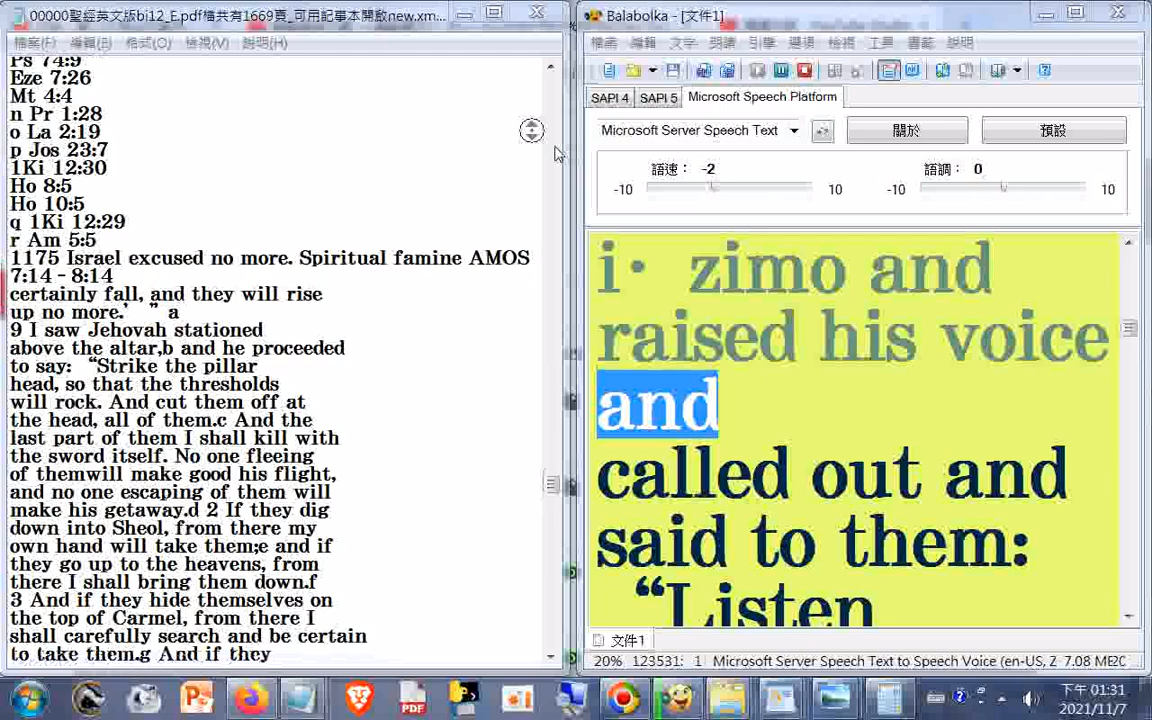 00000聖經英文版bi12_E.pdf檔共有1669頁_可用記事本開啟new.xm...
檔案(F) 編輯(E) 格式(O) 檢視(V) 說明(H)
Ps 74:9
Eze 7:26
Mt 4:4
n Pr 1:28
o La 2:19
p Jos 23:7
1Ki 12:30
Ho 8:5
Ho 10:5
q 1Ki 12:29
r Am 5:5
1175 Israel excused no more. Spiritual famine AMOS
7:14–8:14
certainly fall, and they will rise
up no more.’ ” a
9 I saw Jehovah stationed
above the altar,b and he proceeded
to say: “Strike the pillar
head, so that the thresholds
will rock. And cut them off at
the head, all of them.c And the
last part of them I shall kill with
the sword itself. No one fleeing
of themwill make good his flight,
and no one escaping of them will
make his getaway.d 2 If they dig
down into Sheol, from there my
own hand will take them;e and if
they go up to the heavens, from
there I shall bring them down.f
3 And if they hide themselves on
the top of Carmel, from there I
shall carefully search and be certain
to take them.g And if they
Balabolka - [文件1]
檔案 編輯 文字 朗讀 引擎 選項 檢視 工具 書籤 說明
SAPI 4 SAPI 5 Microsoft Speech Platform
Microsoft Server Speech Text 關於 預設
語速： -2 語調： 0
-10 10 -10 10
i· zimo and
raised his voice
and
called out and
said to them:
“Listen
文件1
20% 123531: 1 Microsoft Server Speech Text to Speech Voice (en-US, Z 7.08 ME
PDF
下午 01:31
2021/11/7